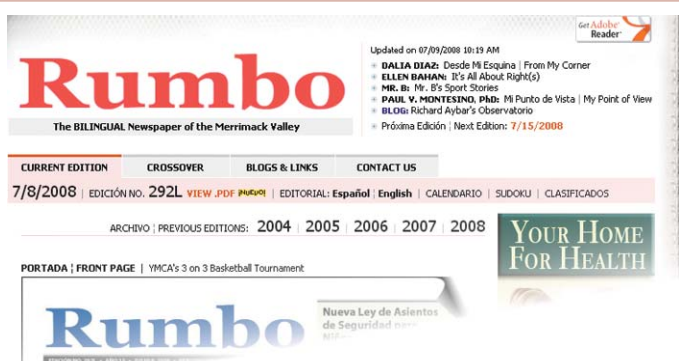 Get Adobe
Reader
Updated on 07/09/2008 10:19 AM
DALIA DIAZ: Desde Mi Esquina | From My Corner
ELLEN BAHAN: It's All About Right(s)
MR. B: Mr. B's Sport Stories
PAUL V. MONTESINO, PhD: Mi Punto de Vista | My Point of View
BLOG: Richard Aybar's Observatorio
Próxima Edición | Next Edition: 7/15/2008
Rumbo
The BILINGUAL Newspaper of the Merrimack Valley
CURRENT EDITION CROSSOVER BLOGS & LINKS CONTACT US
7/8/2008 | EDICIÓN NO. 292L VIEW .PDF ¡NUEVO! | EDITORIAL: Español | English | CALENDARIO | SUDOKU | CLASIFICADOS
ARCHIVO | PREVIOUS EDITIONS: 2004 | 2005 | 2006 | 2007 | 2008
YOUR HOME
FOR HEALTH
PORTADA | FRONT PAGE | YMCA's 3 on 3 Basketball Tournament
Rumbo
Nueva Ley de Asientos
de Seguridad